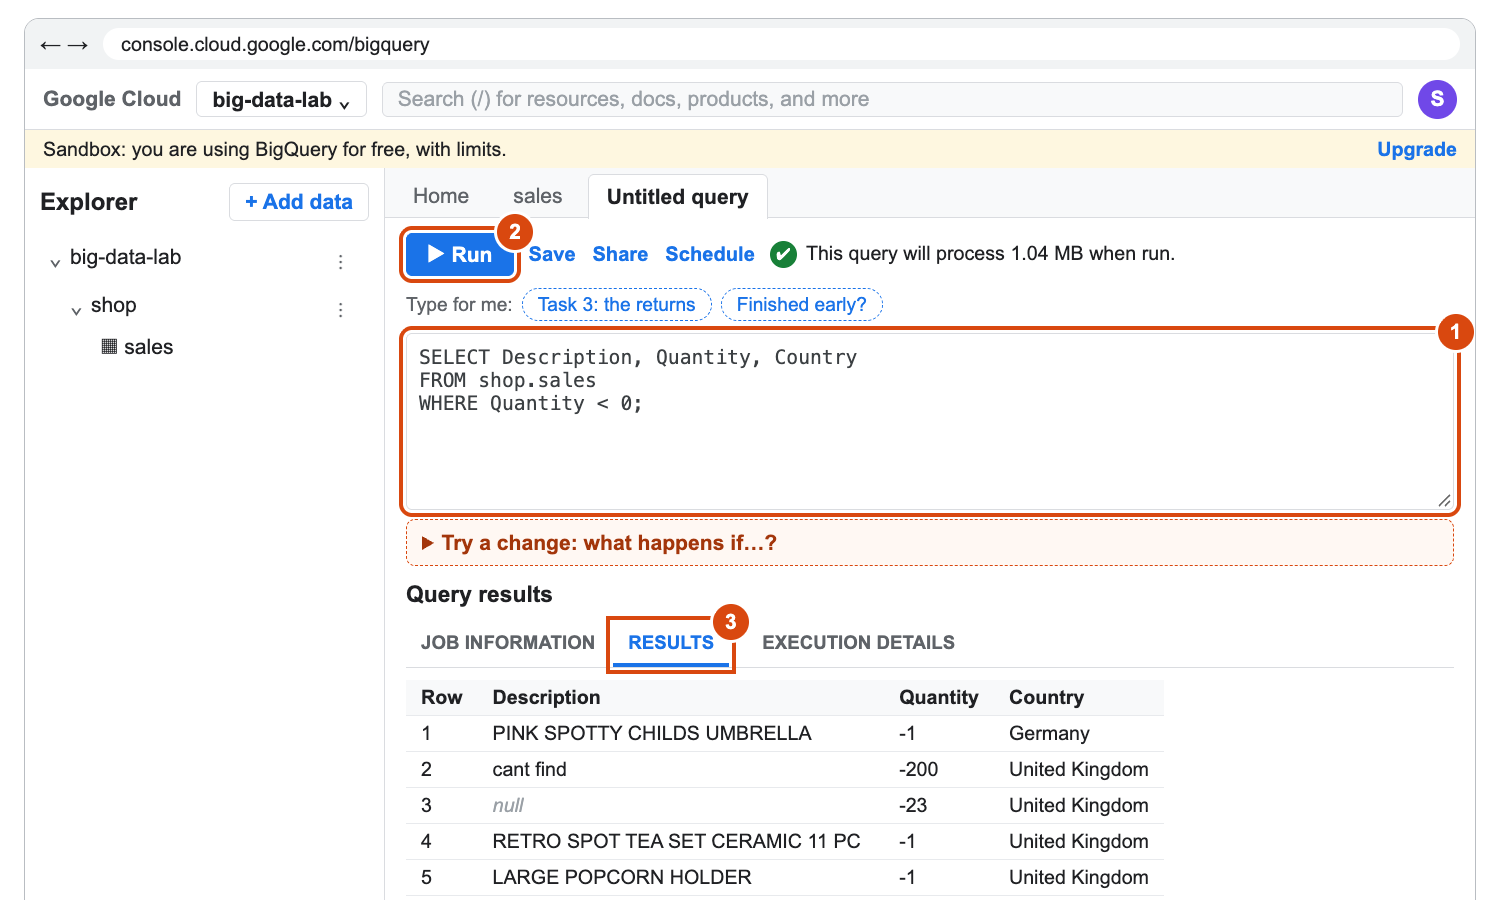 ← → console.cloud.google.com/bigquery
Google Cloud big-data-lab Search (/) for resources, docs, products, and more S
Sandbox: you are using BigQuery for free, with limits. Upgrade
Explorer + Add data
big-data-lab
shop
sales
Home sales Untitled query
2
Run Save Share Schedule This query will process 1.04 MB when run.
Type for me: Task 3: the returns Finished early?
1
SELECT Description, Quantity, Country
FROM shop.sales
WHERE Quantity < 0;
Try a change: what happens if…?
Query results
3
JOB INFORMATION RESULTS EXECUTION DETAILS
Row Description Quantity Country
1 PINK SPOTTY CHILDS UMBRELLA -1 Germany
2 cant find -200 United Kingdom
3 null -23 United Kingdom
4 RETRO SPOT TEA SET CERAMIC 11 PC -1 United Kingdom
5 LARGE POPCORN HOLDER -1 United Kingdom